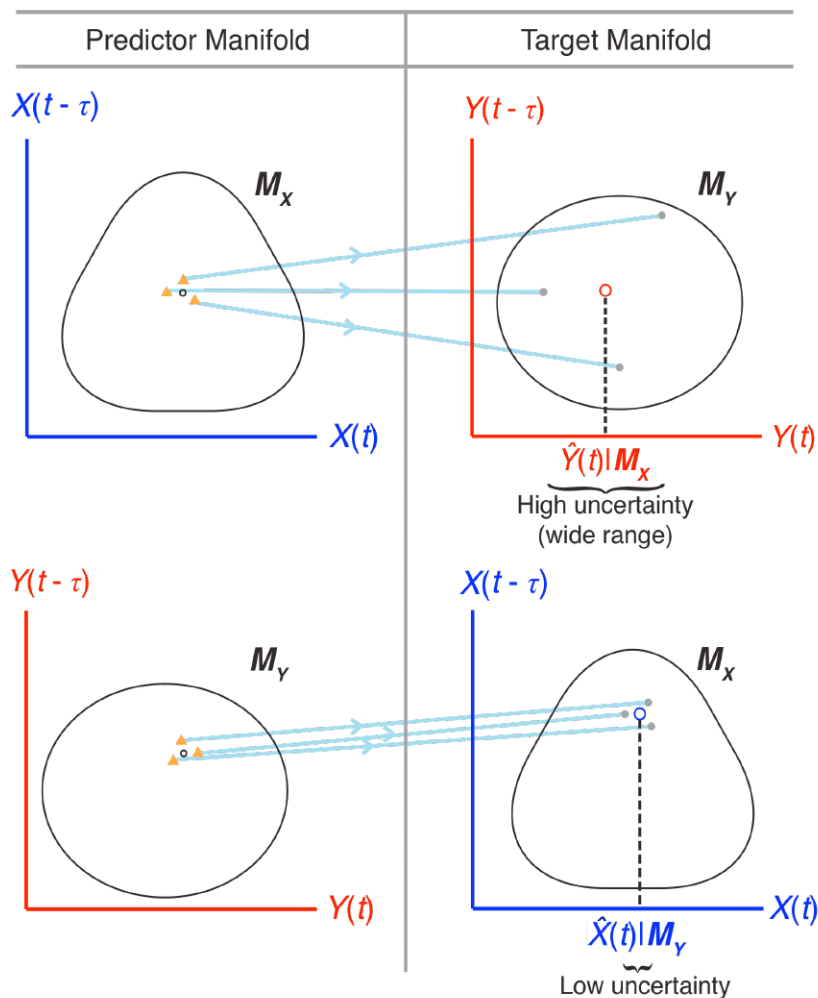 Predictor Manifold
Target Manifold
X(t - τ)
M_X
X(t)
Y(t - τ)
M_Y
Y(t)
Ŷ(t)|M_X
High uncertainty
(wide range)
Y(t - τ)
M_Y
Y(t)
X(t - τ)
M_X
X(t)
X̂(t)|M_Y
Low uncertainty